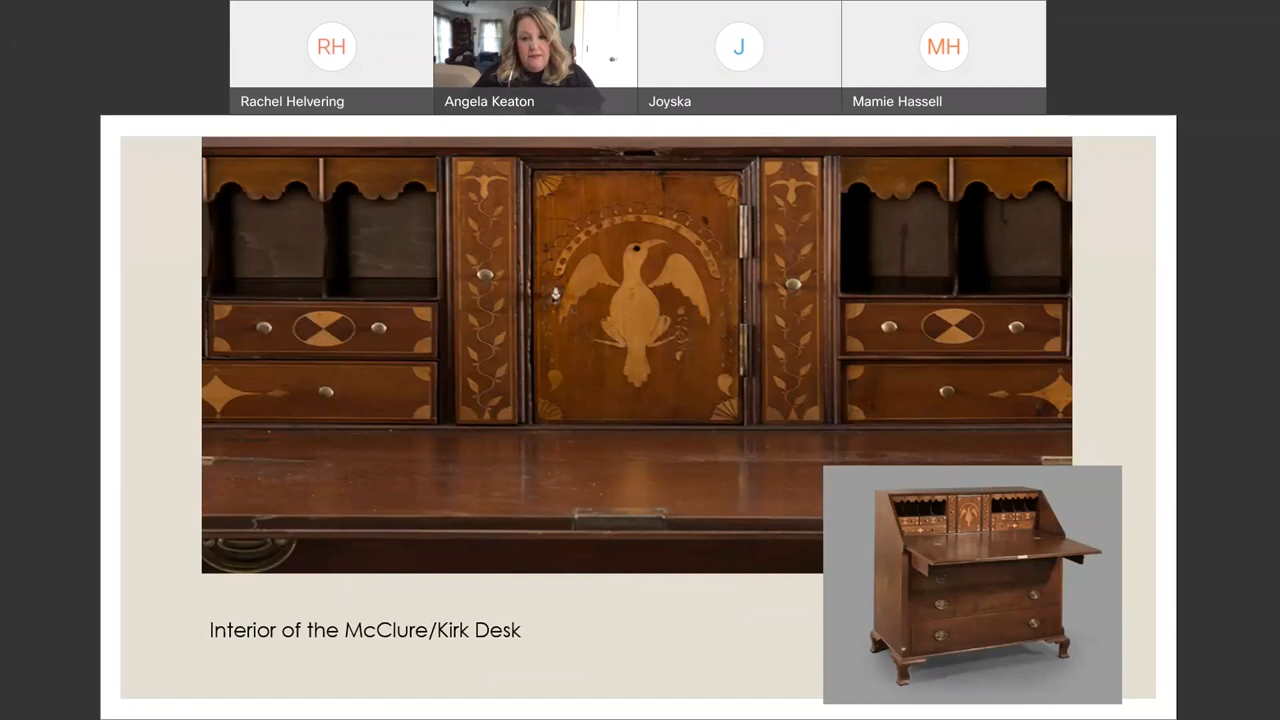 RH
J
MH
Rachel Helvering
Angela Keaton
Joyska
Mamie Hassell
Interior of the McClure/Kirk Desk